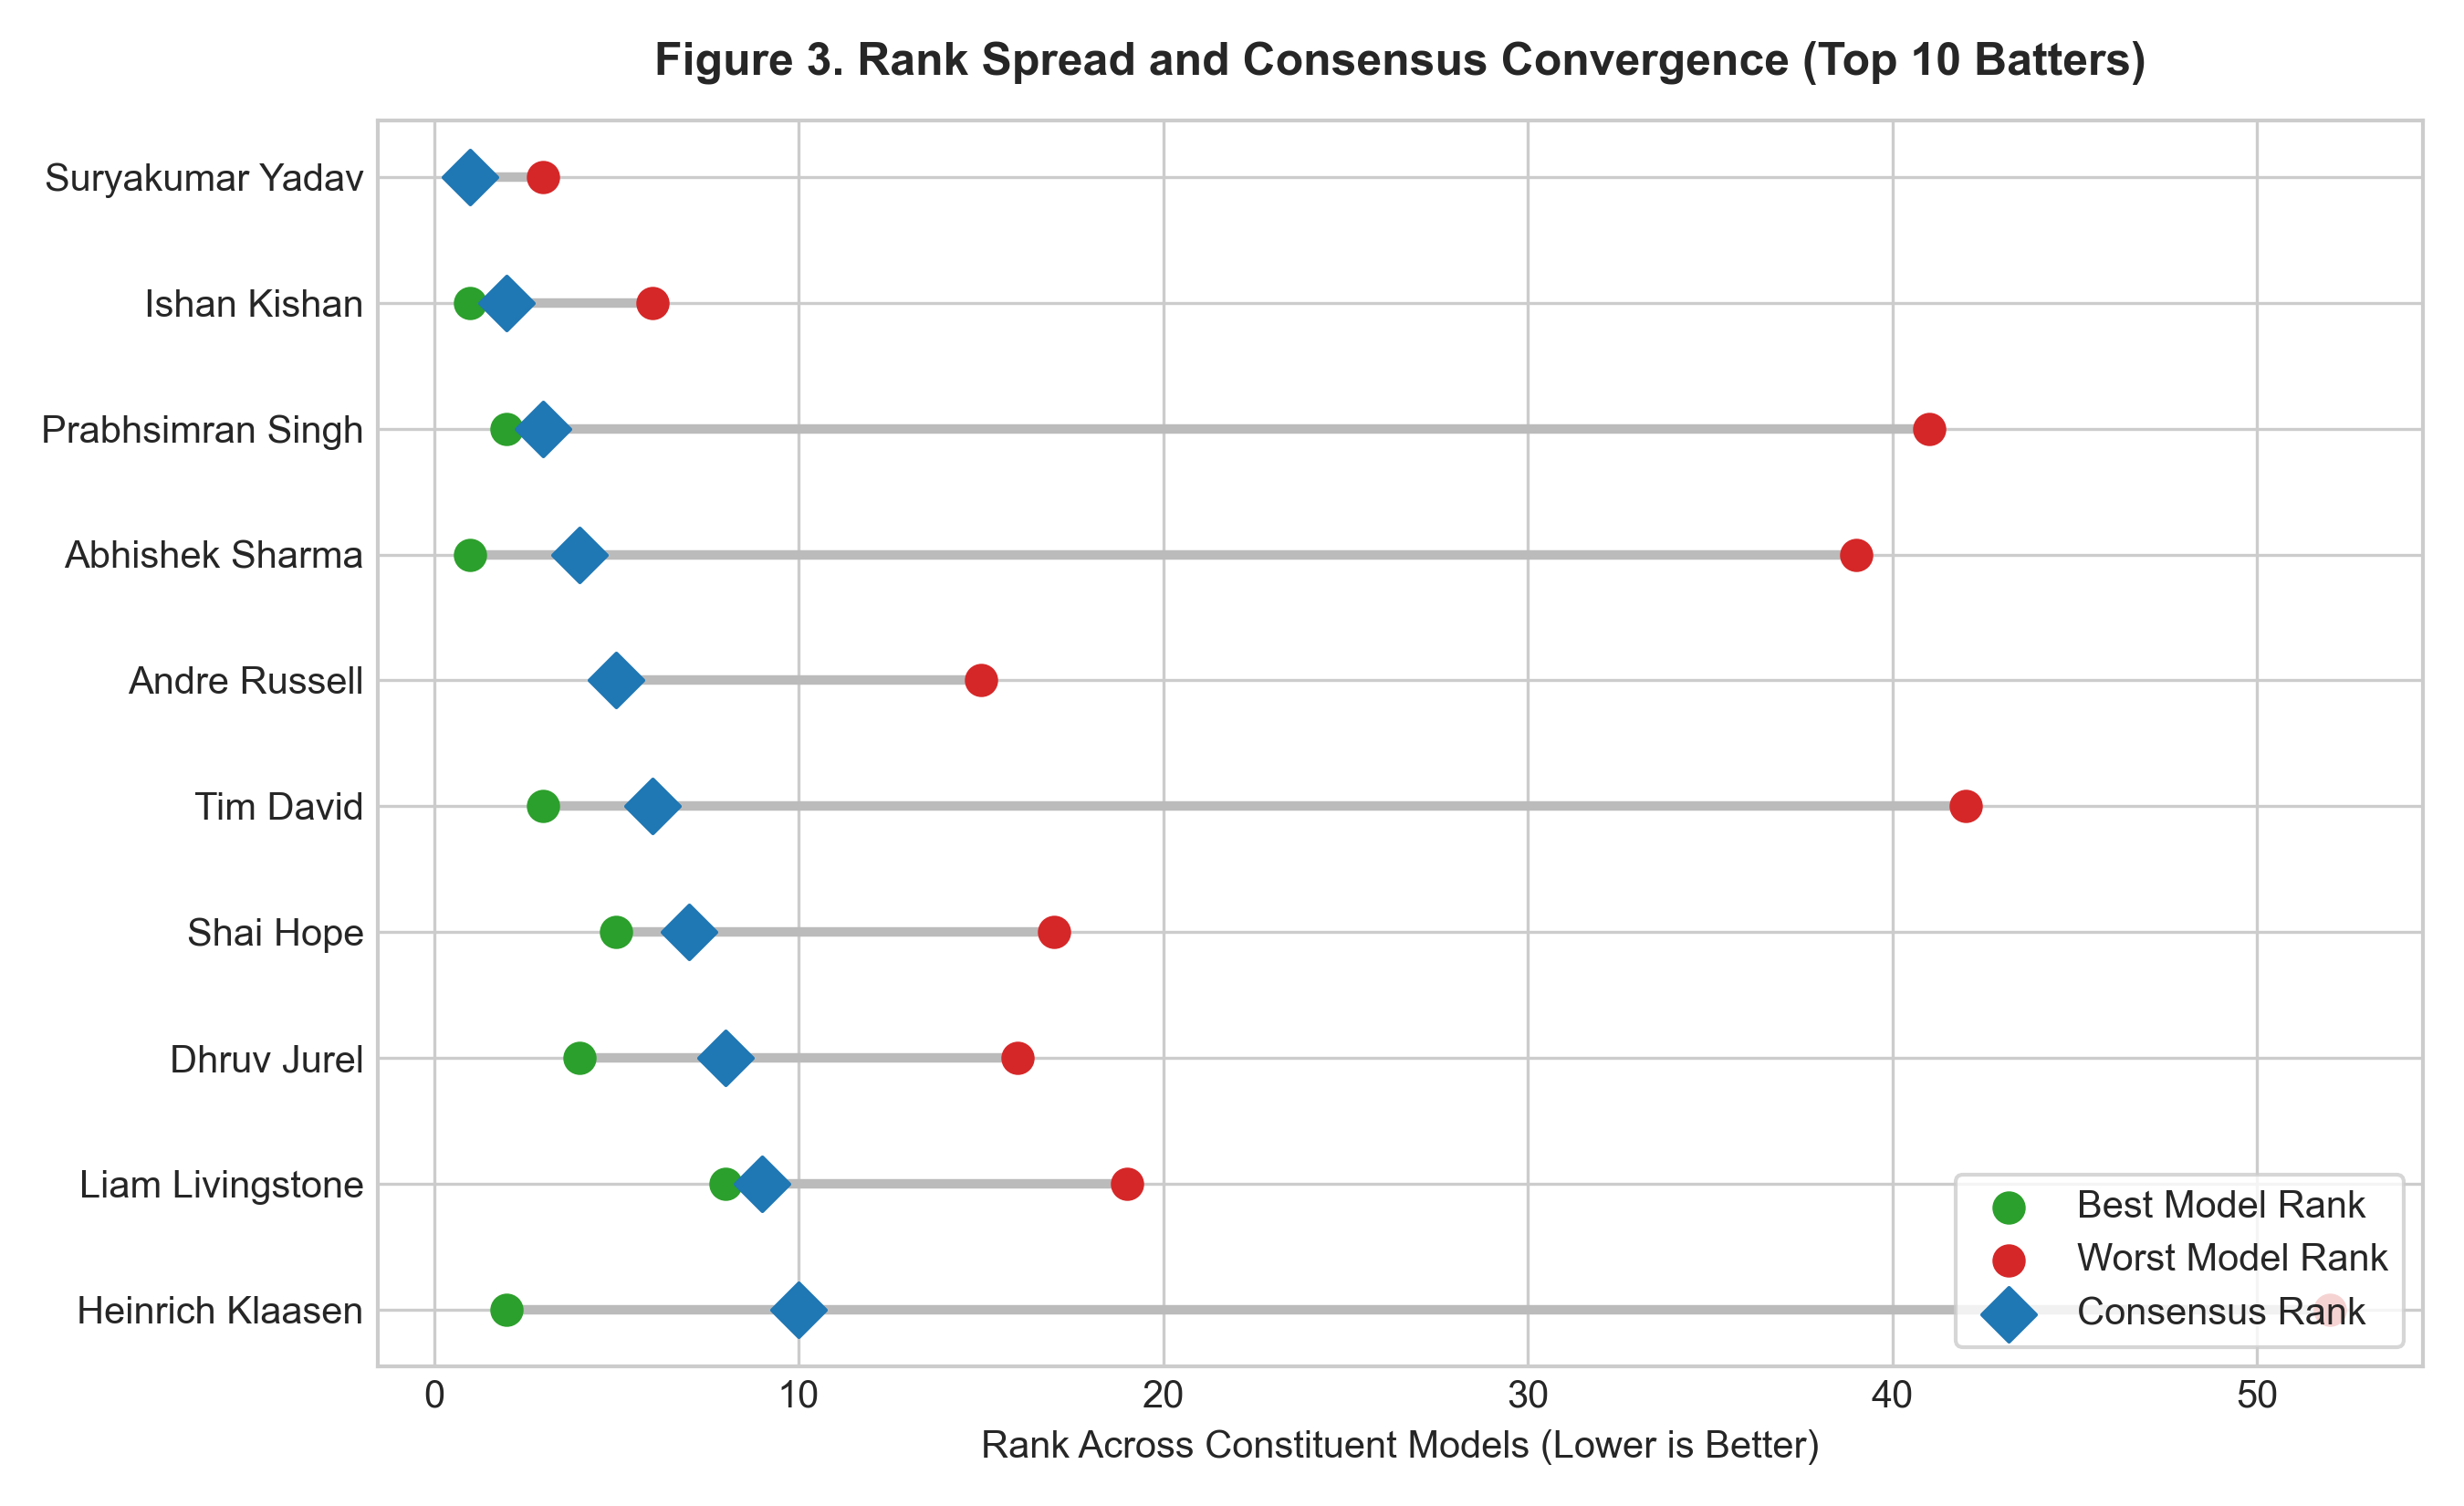 Figure 3. Rank Spread and Consensus Convergence (Top 10 Batters)
Suryakumar Yadav
Ishan Kishan
Prabhsimran Singh
Abhishek Sharma
Andre Russell
Tim David
Shai Hope
Dhruv Jurel
Liam Livingstone
Heinrich Klaasen
Best Model Rank
Worst Model Rank
Consensus Rank
0 10 20 30 40 50
Rank Across Constituent Models (Lower is Better)